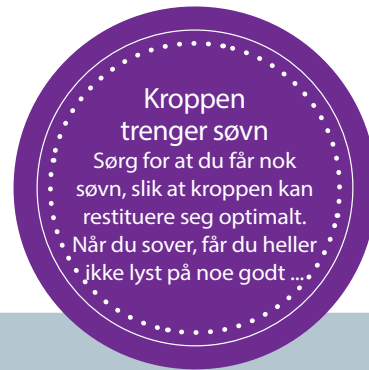 Kroppen
trenger søvn
Sørg for at du får nok
søvn, slik at kroppen kan
restituere seg optimalt.
Når du sover, får du heller
ikke lyst på noe godt ...